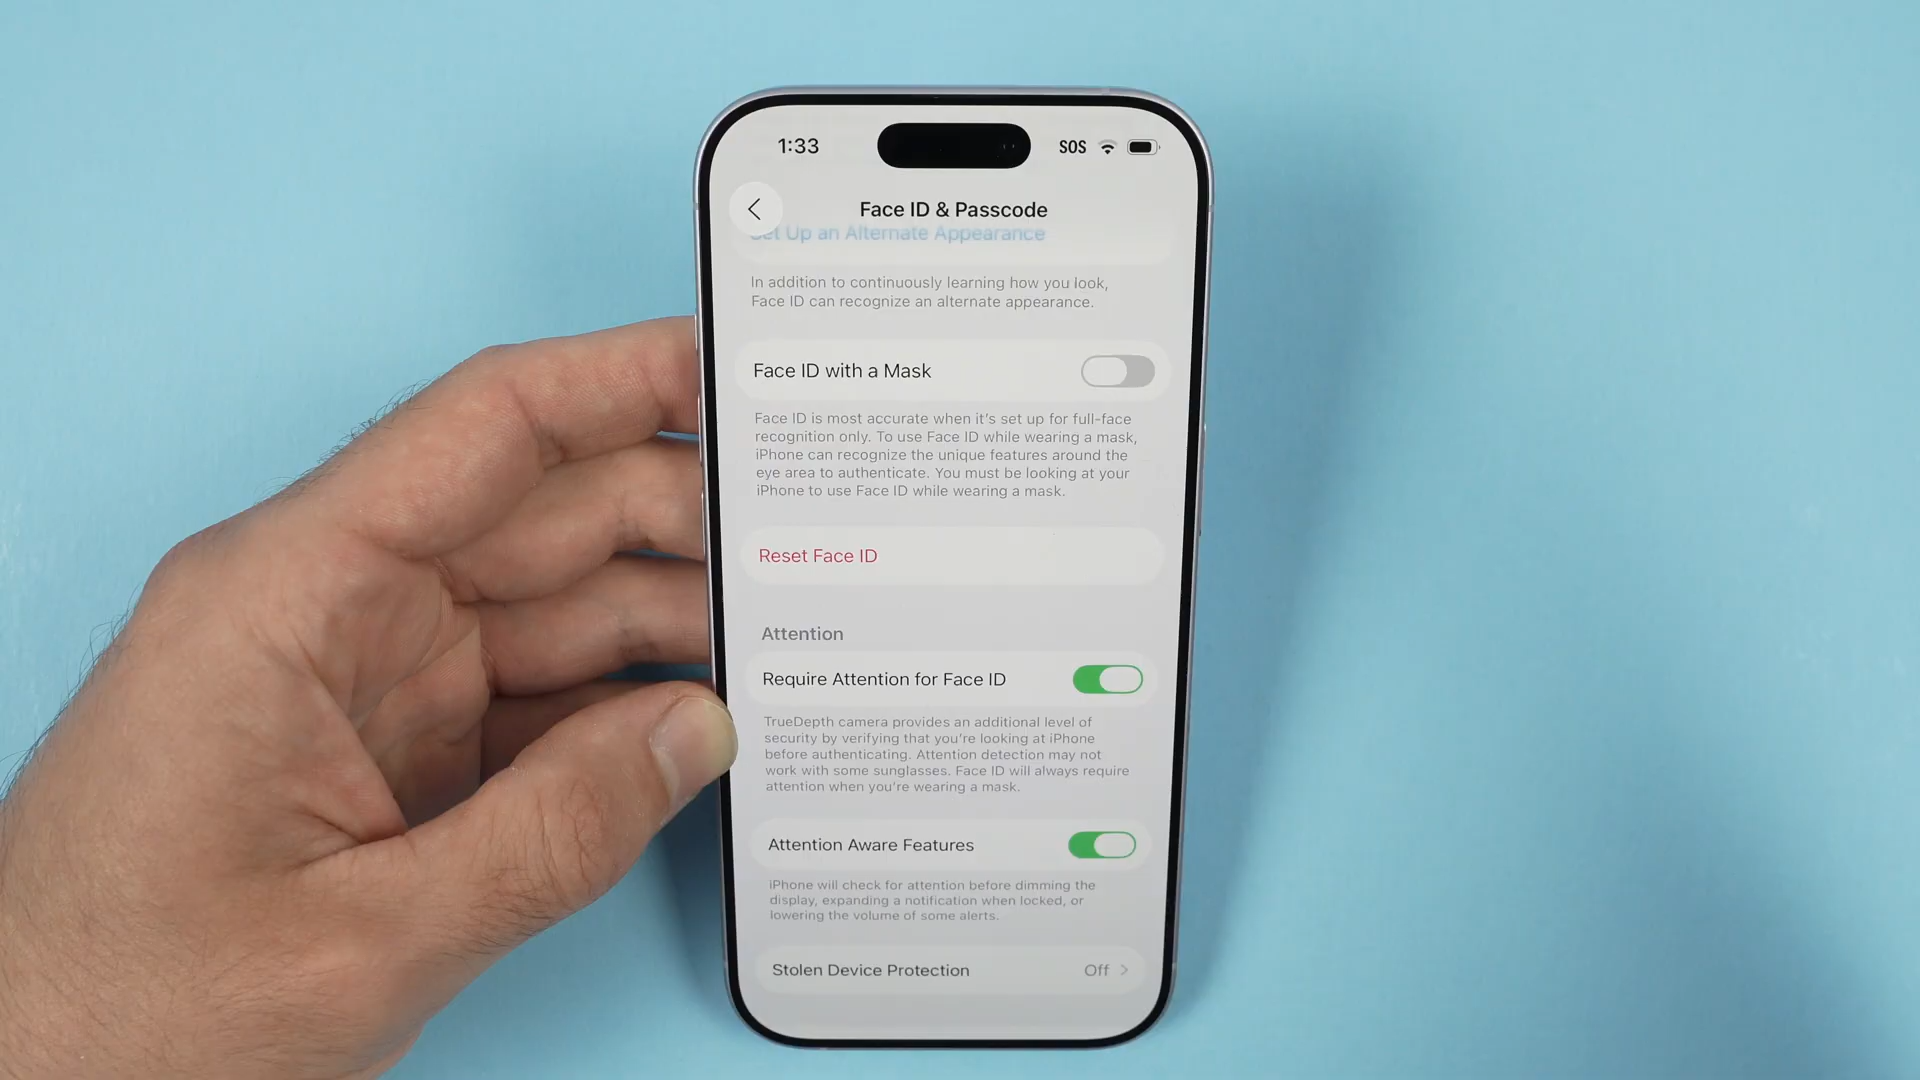 1:33
SOS
Face ID & Passcode
Set Up an Alternate Appearance
In addition to continuously learning how you look,
Face ID can recognize an alternate appearance.
Face ID with a Mask
Face ID is most accurate when it's set up for full-face
recognition only. To use Face ID while wearing a mask,
iPhone can recognize the unique features around the
eye area to authenticate. You must be looking at your
iPhone to use Face ID while wearing a mask.
Reset Face ID
Attention
Require Attention for Face ID
TrueDepth camera provides an additional level of
security by verifying that you're looking at iPhone
before authenticating. Attention detection may not
work with some sunglasses. Face ID will always require
attention when you're wearing a mask.
Attention Aware Features
iPhone will check for attention before dimming the
display, expanding a notification when locked, or
lowering the volume of some alerts.
Stolen Device Protection Off